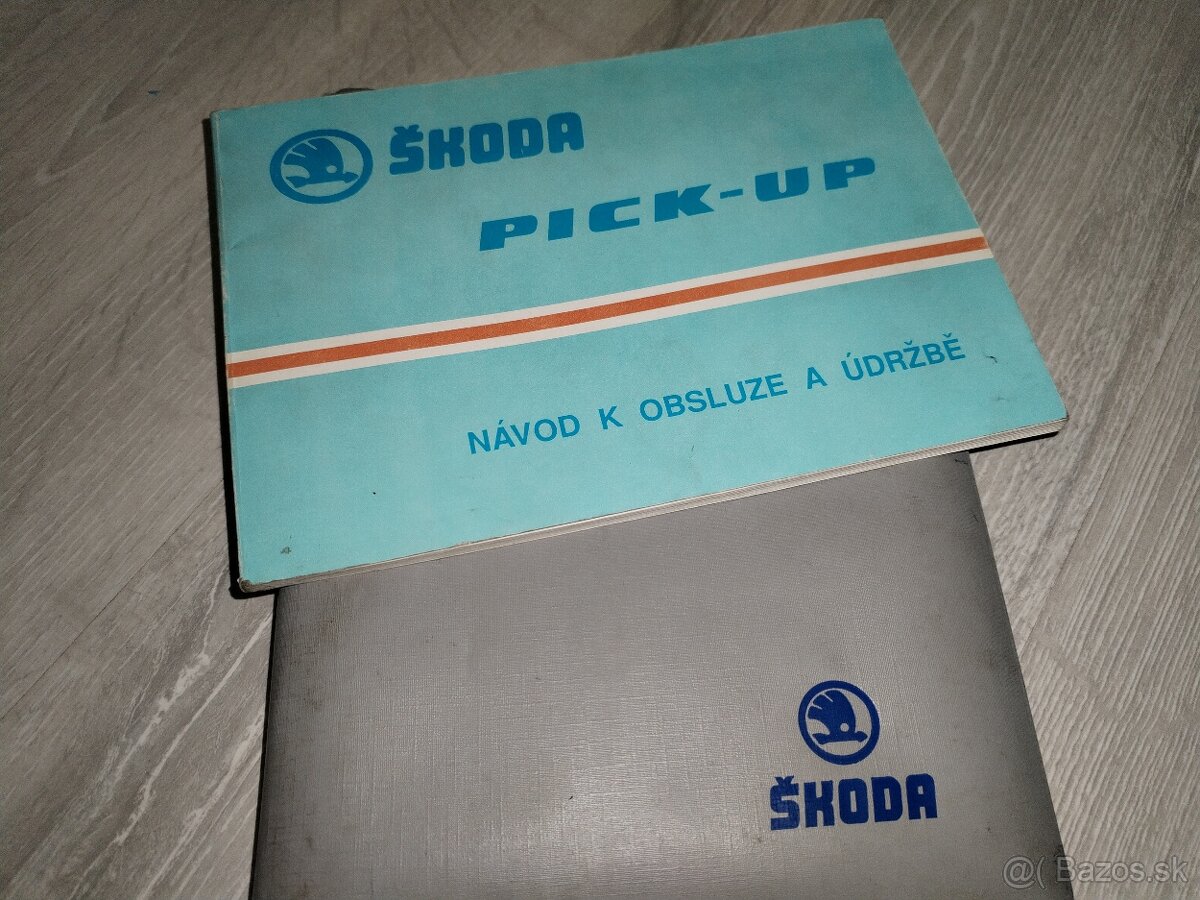 ŠKODA
PICK-UP
NÁVOD K OBSLUZE A ÚDRŽBĚ
ŠKODA
@( Bazos.sk